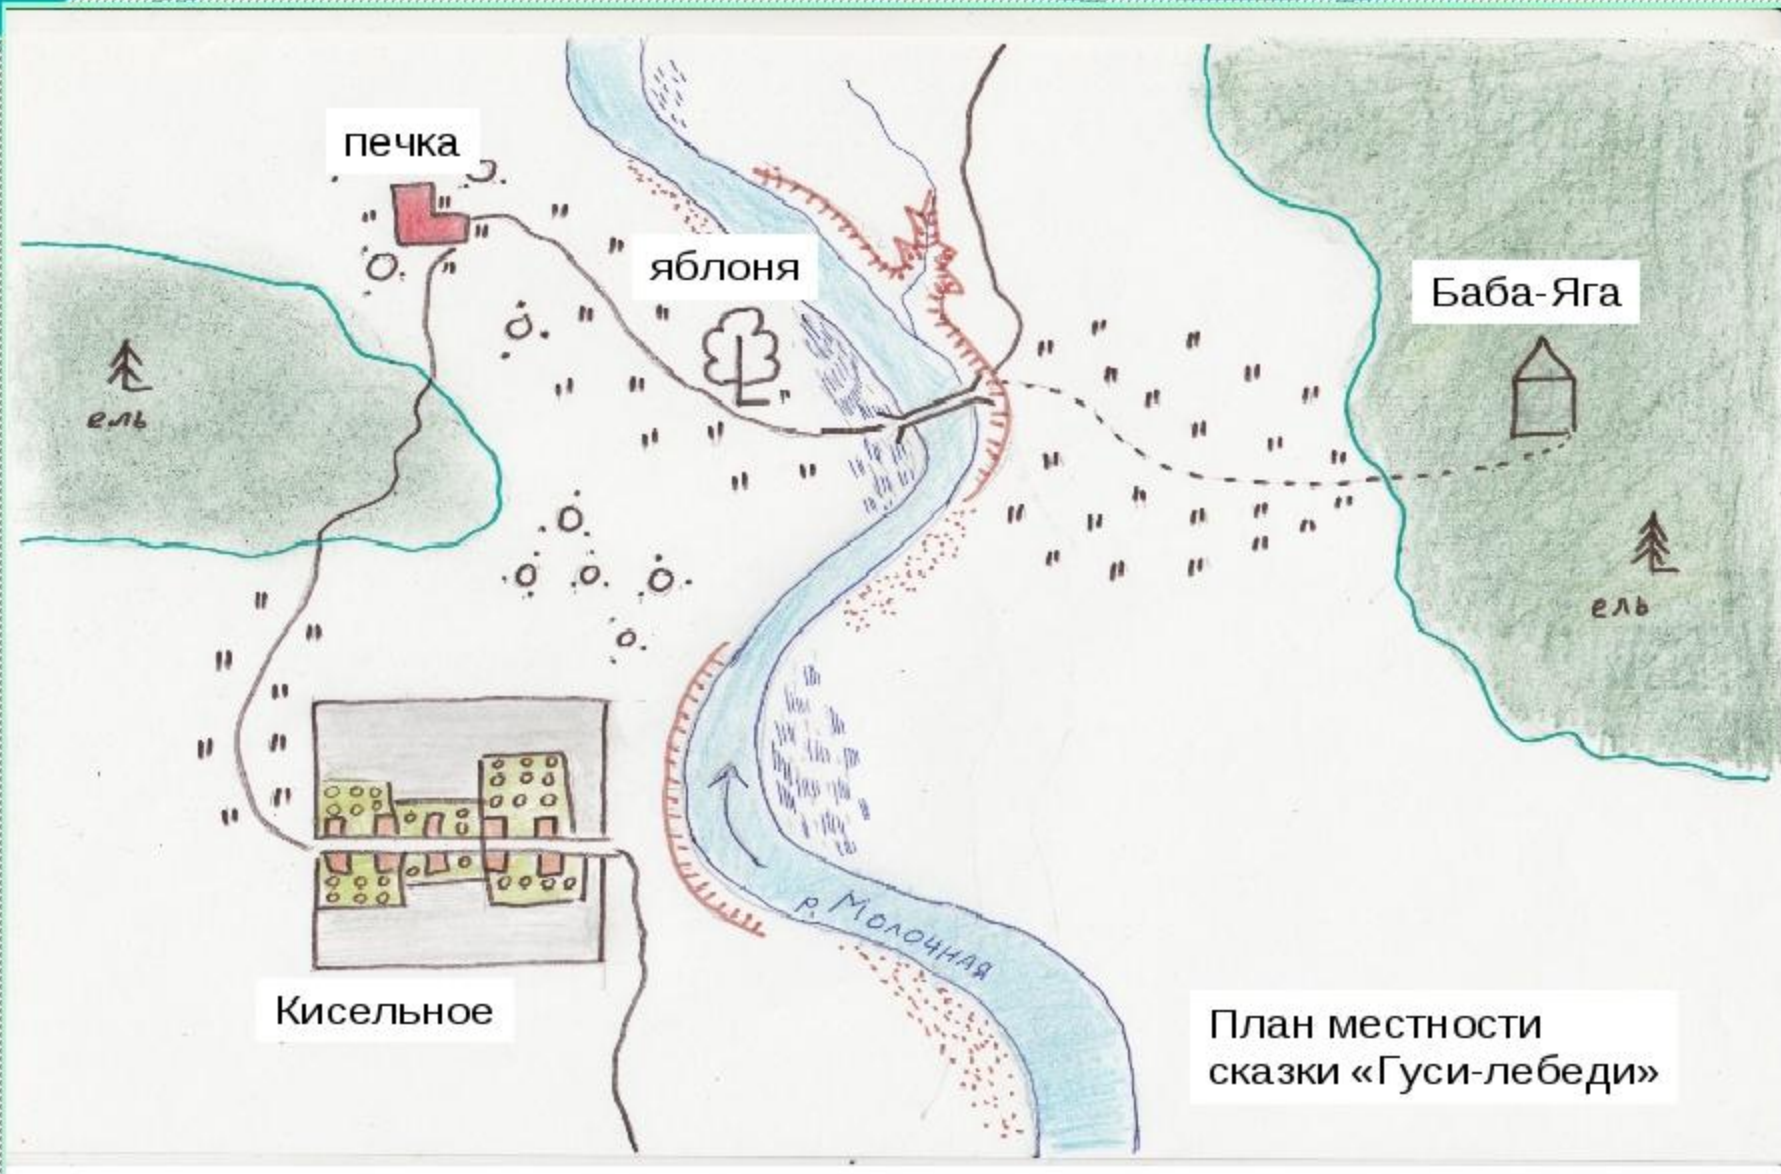 печка
яблоня
Баба-Яга
ель
ель
р. Молочная
Кисельное
План местности
сказки «Гуси-лебеди»